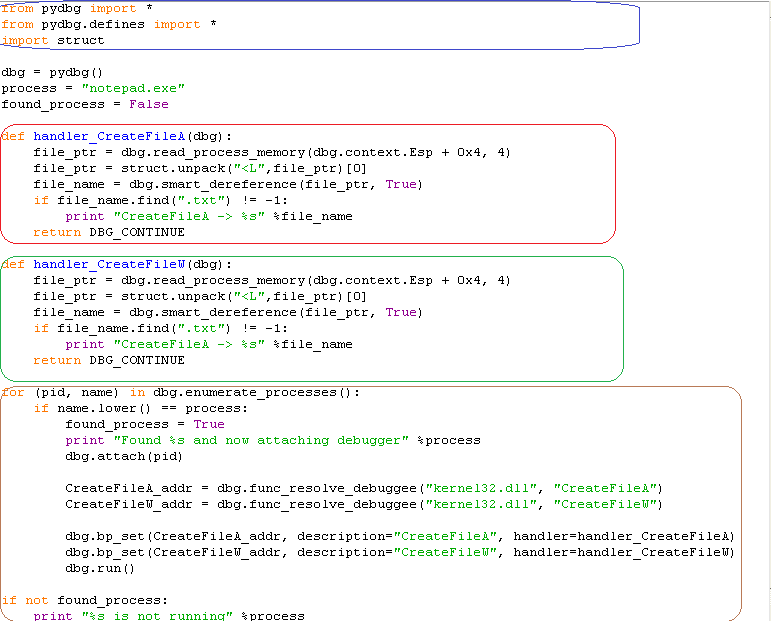 from pydbg import *
from pydbg.defines import *
import struct
dbg = pydbg()
process = "notepad.exe"
found_process = False
def handler_CreateFileA(dbg):
    file_ptr = dbg.read_process_memory(dbg.context.Esp + 0x4, 4)
    file_ptr = struct.unpack("<L",file_ptr)[0]
    file_name = dbg.smart_dereference(file_ptr, True)
    if file_name.find(".txt") != -1:
        print "CreateFileA -> %s" %file_name
    return DBG_CONTINUE
def handler_CreateFileW(dbg):
    file_ptr = dbg.read_process_memory(dbg.context.Esp + 0x4, 4)
    file_ptr = struct.unpack("<L",file_ptr)[0]
    file_name = dbg.smart_dereference(file_ptr, True)
    if file_name.find(".txt") != -1:
        print "CreateFileA -> %s" %file_name
    return DBG_CONTINUE
for (pid, name) in dbg.enumerate_processes():
    if name.lower() == process:
        found_process = True
        print "Found %s and now attaching debugger" %process
        dbg.attach(pid)
        CreateFileA_addr = dbg.func_resolve_debuggee("kernel32.dll", "CreateFileA")
        CreateFileW_addr = dbg.func_resolve_debuggee("kernel32.dll", "CreateFileW")
        dbg.bp_set(CreateFileA_addr, description="CreateFileA", handler=handler_CreateFileA)
        dbg.bp_set(CreateFileW_addr, description="CreateFileW", handler=handler_CreateFileW)
        dbg.run()
if not found_process:
    print "%s is not running" %process